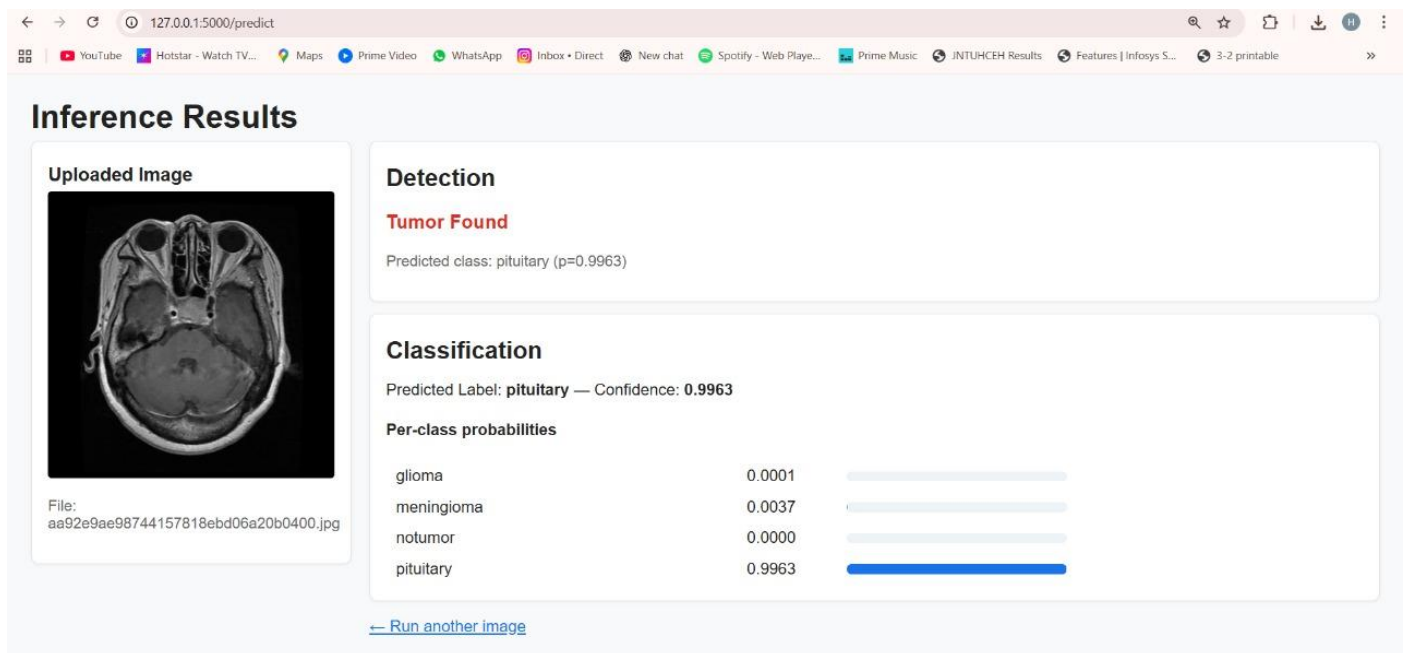 127.0.0.1:5000/predict
H
YouTube
Hotstar - Watch TV...
Maps
Prime Video
WhatsApp
Inbox • Direct
New chat
Spotify - Web Playe...
Prime Music
JNTUHCEH Results
Features | Infosys S...
3-2 printable
»
Inference Results
Uploaded Image
File:
aa92e9ae98744157818ebd06a20b0400.jpg
Detection
Tumor Found
Predicted class: pituitary (p=0.9963)
Classification
Predicted Label: pituitary — Confidence: 0.9963
Per-class probabilities
glioma 0.0001
meningioma 0.0037
notumor 0.0000
pituitary 0.9963
← Run another image